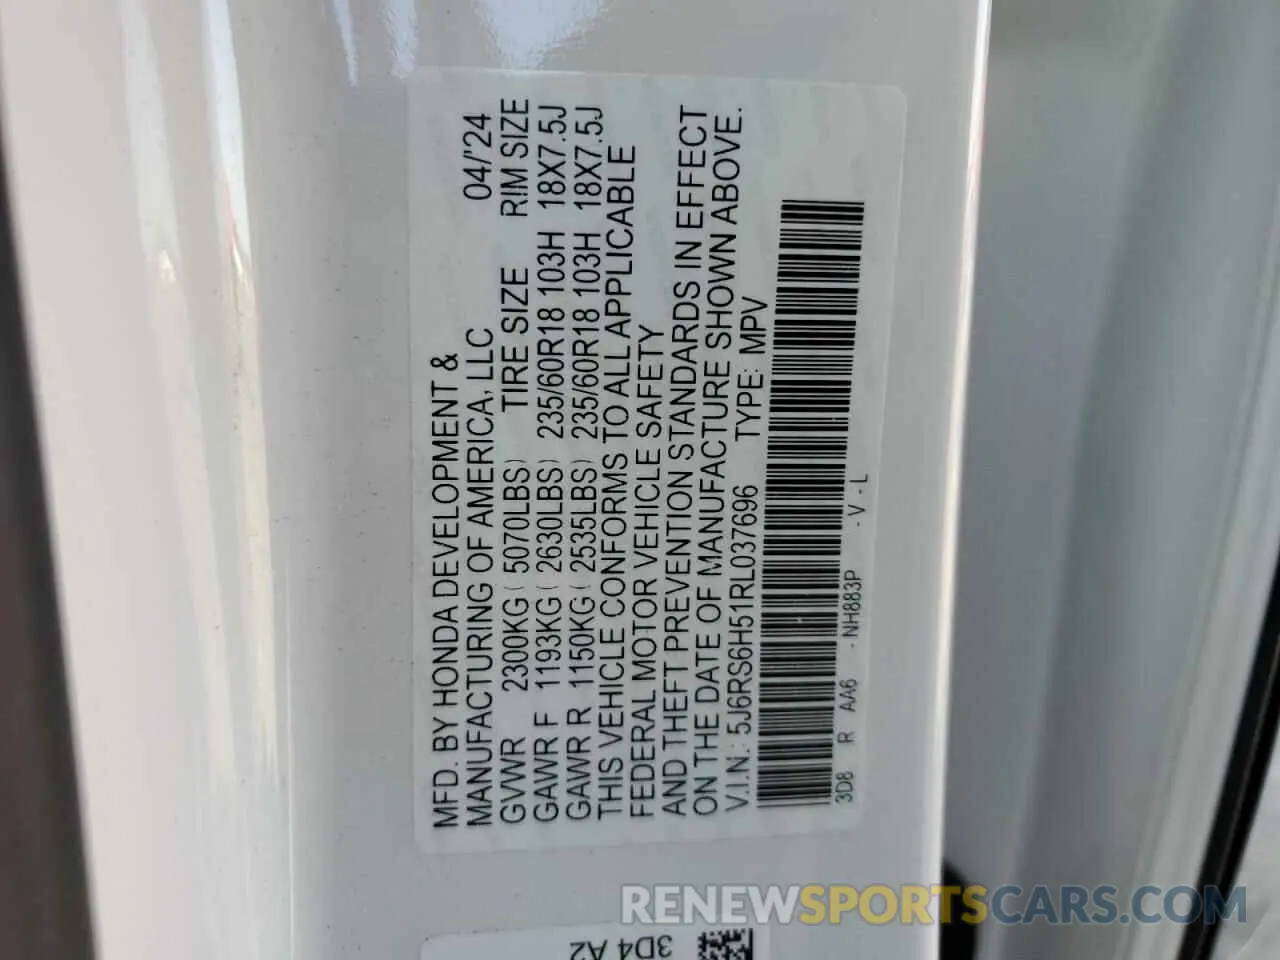 MFD. BY HONDA DEVELOPMENT &
MANUFACTURING OF AMERICA, LLC 04/'24
GVWR 2300KG ( 5070LBS) TIRE SIZE RIM SIZE
GAWR F 1193KG ( 2630LBS) 235/60R18 103H 18X7.5J
GAWR R 1150KG ( 2535LBS) 235/60R18 103H 18X7.5J
THIS VEHICLE CONFORMS TO ALL APPLICABLE
FEDERAL MOTOR VEHICLE SAFETY
AND THEFT PREVENTION STANDARDS IN EFFECT
ON THE DATE OF MANUFACTURE SHOWN ABOVE.
V.I.N.: 5J6RS6H51RL037696 TYPE: MPV
3D8 R AA6 - NH883P - V - L
3D4 A2
RENEWSPORTSCARS.COM